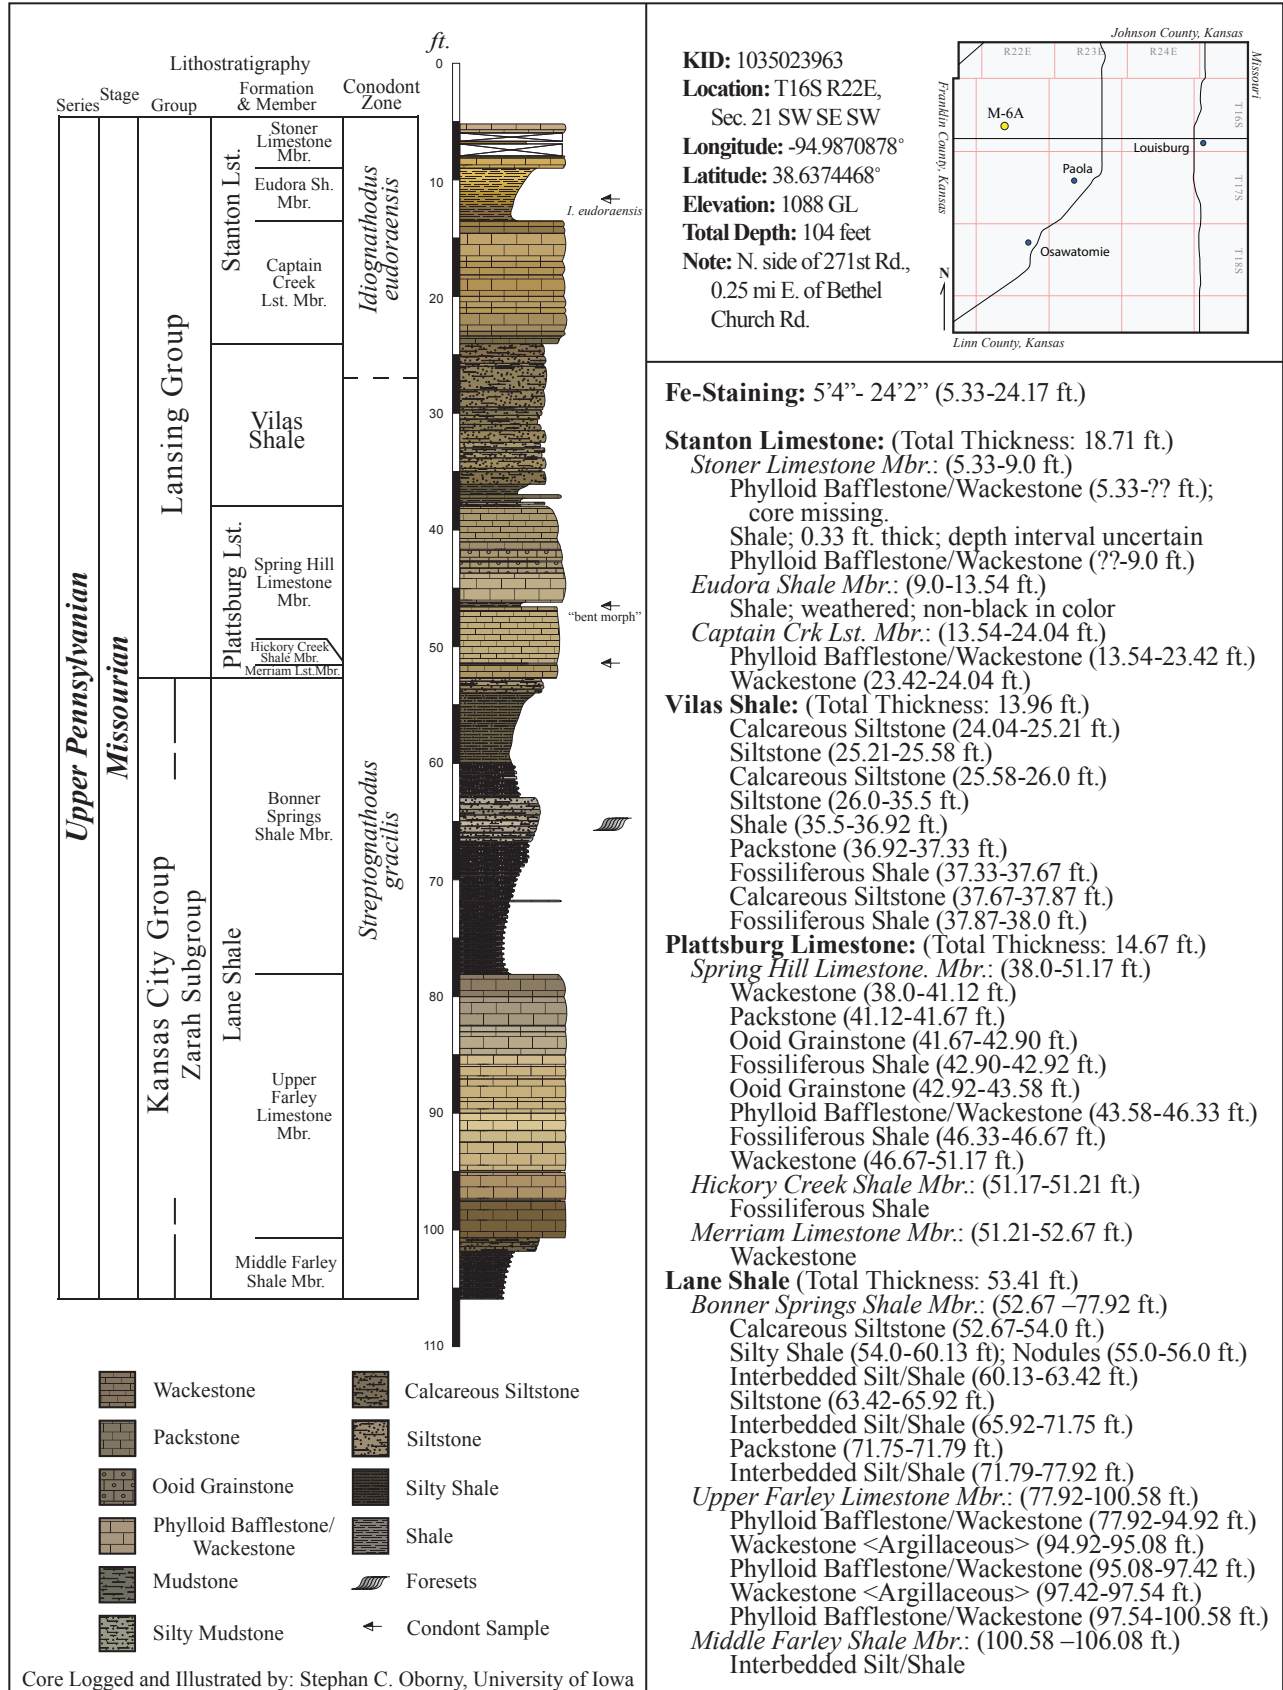 ft.
Lithostratigraphy
Series
Stage
Group
Formation
& Member
Conodont
Zone
Upper Pennsylvanian
Missourian
Lansing Group
Kansas City Group
Zarah Subgroup
Stanton Lst.
Stoner
Limestone
Mbr.
Eudora Sh.
Mbr.
Captain
Creek
Lst. Mbr.
Vilas
Shale
Plattsburg Lst.
Spring Hill
Limestone
Mbr.
Hickory Creek
Shale Mbr.
Merriam Lst.Mbr.
Lane Shale
Bonner
Springs
Shale Mbr.
Upper
Farley
Limestone
Mbr.
Middle Farley
Shale Mbr.
Idiognathodus
eudoraensis
Streptognathodus
gracilis
0
10
20
30
40
50
60
70
80
90
100
110
I. eudoraensis
“bent morph”
Wackestone
Packstone
Ooid Grainstone
Phylloid Bafflestone/
Wackestone
Mudstone
Silty Mudstone
Calcareous Siltstone
Siltstone
Silty Shale
Shale
Foresets
Condont Sample
Core Logged and Illustrated by: Stephan C. Oborny, University of Iowa
KID: 1035023963
Location: T16S R22E,
Sec. 21 SW SE SW
Longitude: -94.9870878°
Latitude: 38.6374468°
Elevation: 1088 GL
Total Depth: 104 feet
Note: N. side of 271st Rd.,
0.25 mi E. of Bethel
Church Rd.
Johnson County, Kansas
R22E
R23E
R24E
Missouri
Franklin County, Kansas
M-6A
T16S
Louisburg
Paola
T17S
Osawatomie
T18S
N
Linn County, Kansas
Fe-Staining: 5’4”- 24’2” (5.33-24.17 ft.)
Stanton Limestone: (Total Thickness: 18.71 ft.)
Stoner Limestone Mbr.: (5.33-9.0 ft.)
Phylloid Bafflestone/Wackestone (5.33-?? ft.);
core missing.
Shale; 0.33 ft. thick; depth interval uncertain
Phylloid Bafflestone/Wackestone (??-9.0 ft.)
Eudora Shale Mbr.: (9.0-13.54 ft.)
Shale; weathered; non-black in color
Captain Crk Lst. Mbr.: (13.54-24.04 ft.)
Phylloid Bafflestone/Wackestone (13.54-23.42 ft.)
Wackestone (23.42-24.04 ft.)
Vilas Shale: (Total Thickness: 13.96 ft.)
Calcareous Siltstone (24.04-25.21 ft.)
Siltstone (25.21-25.58 ft.)
Calcareous Siltstone (25.58-26.0 ft.)
Siltstone (26.0-35.5 ft.)
Shale (35.5-36.92 ft.)
Packstone (36.92-37.33 ft.)
Fossiliferous Shale (37.33-37.67 ft.)
Calcareous Siltstone (37.67-37.87 ft.)
Fossiliferous Shale (37.87-38.0 ft.)
Plattsburg Limestone: (Total Thickness: 14.67 ft.)
Spring Hill Limestone. Mbr.: (38.0-51.17 ft.)
Wackestone (38.0-41.12 ft.)
Packstone (41.12-41.67 ft.)
Ooid Grainstone (41.67-42.90 ft.)
Fossiliferous Shale (42.90-42.92 ft.)
Ooid Grainstone (42.92-43.58 ft.)
Phylloid Bafflestone/Wackestone (43.58-46.33 ft.)
Fossiliferous Shale (46.33-46.67 ft.)
Wackestone (46.67-51.17 ft.)
Hickory Creek Shale Mbr.: (51.17-51.21 ft.)
Fossiliferous Shale
Merriam Limestone Mbr.: (51.21-52.67 ft.)
Wackestone
Lane Shale (Total Thickness: 53.41 ft.)
Bonner Springs Shale Mbr.: (52.67 –77.92 ft.)
Calcareous Siltstone (52.67-54.0 ft.)
Silty Shale (54.0-60.13 ft); Nodules (55.0-56.0 ft.)
Interbedded Silt/Shale (60.13-63.42 ft.)
Siltstone (63.42-65.92 ft.)
Interbedded Silt/Shale (65.92-71.75 ft.)
Packstone (71.75-71.79 ft.)
Interbedded Silt/Shale (71.79-77.92 ft.)
Upper Farley Limestone Mbr.: (77.92-100.58 ft.)
Phylloid Bafflestone/Wackestone (77.92-94.92 ft.)
Wackestone <Argillaceous> (94.92-95.08 ft.)
Phylloid Bafflestone/Wackestone (95.08-97.42 ft.)
Wackestone <Argillaceous> (97.42-97.54 ft.)
Phylloid Bafflestone/Wackestone (97.54-100.58 ft.)
Middle Farley Shale Mbr.: (100.58 –106.08 ft.)
Interbedded Silt/Shale